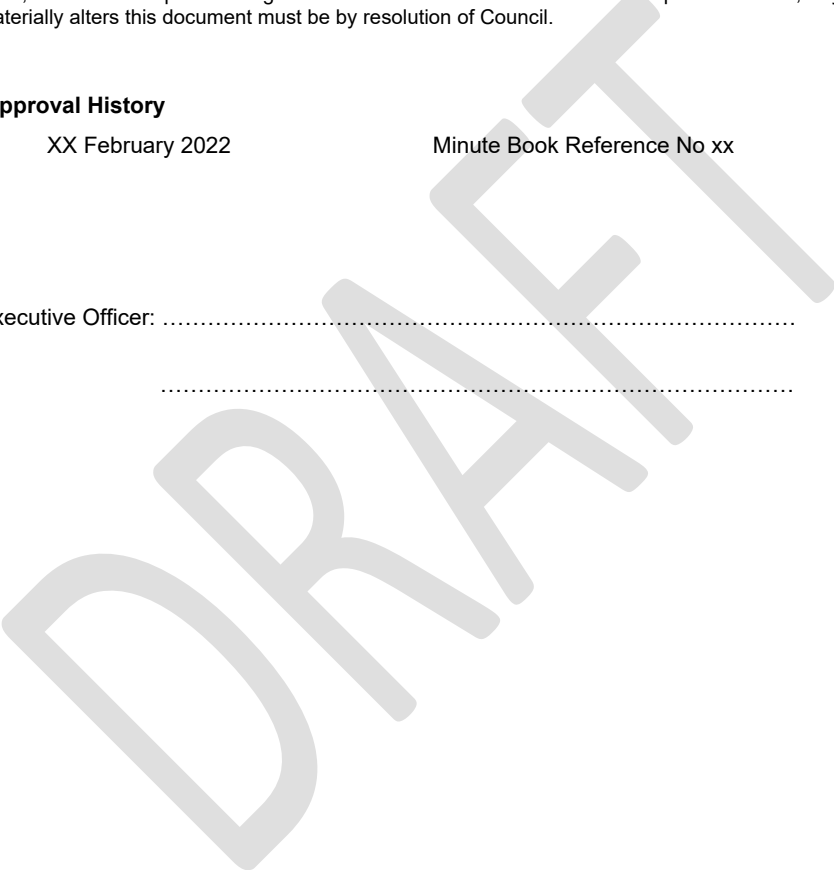 materially alters this document must be by resolution of Council.
Approval History
XX February 2022 Minute Book Reference No xx
Executive Officer: ……………………………………………………………………………
……………………………………………………………………………
DRAFT